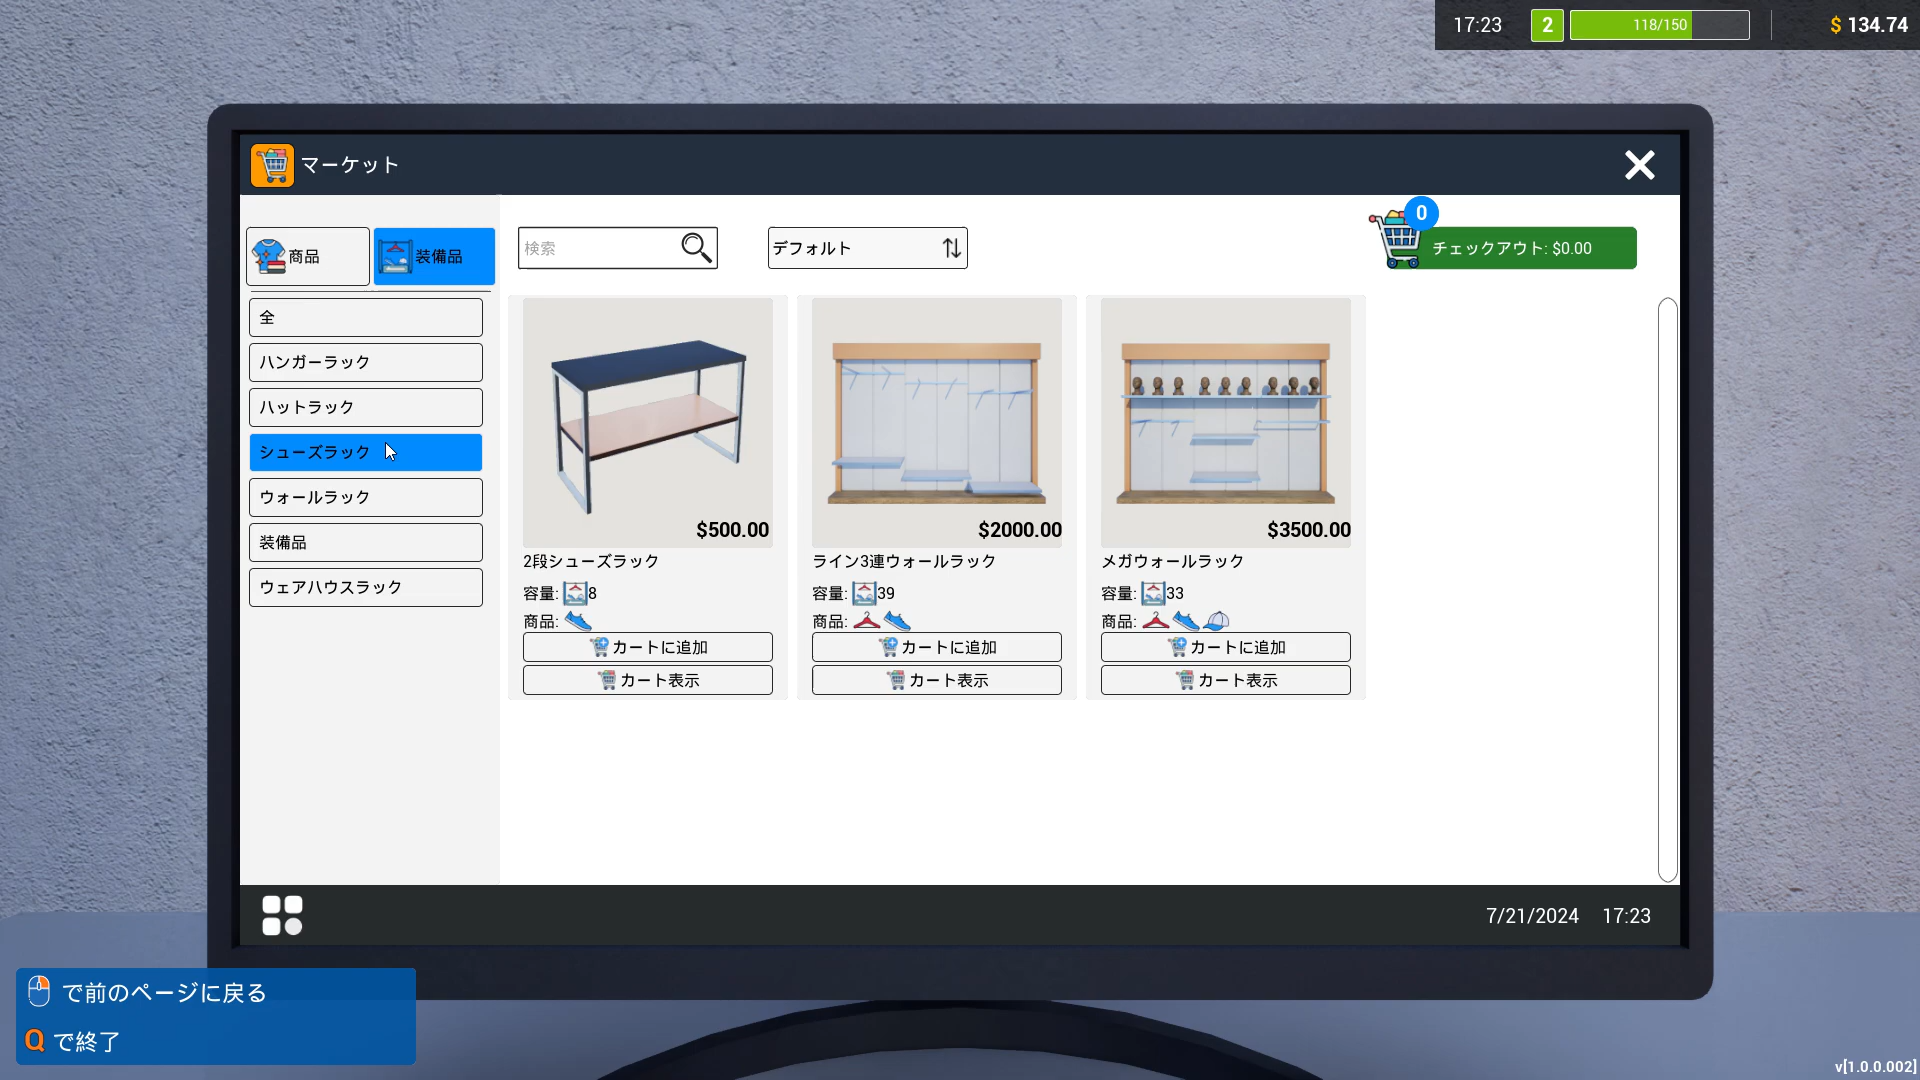 17:23 2 118/150 $ 134.74
マーケット
商品 装備品
検索 デフォルト
0
チェックアウト: $0.00
全
ハンガーラック
ハットラック
シューズラック
ウォールラック
装備品
ウェアハウスラック
$500.00
2段シューズラック
容量: 8
商品:
カートに追加
カート表示
$2000.00
ライン3連ウォールラック
容量: 39
商品:
カートに追加
カート表示
$3500.00
メガウォールラック
容量: 33
商品:
カートに追加
カート表示
7/21/2024 17:23
で前のページに戻る
Q で終了
v[1.0.0.002]